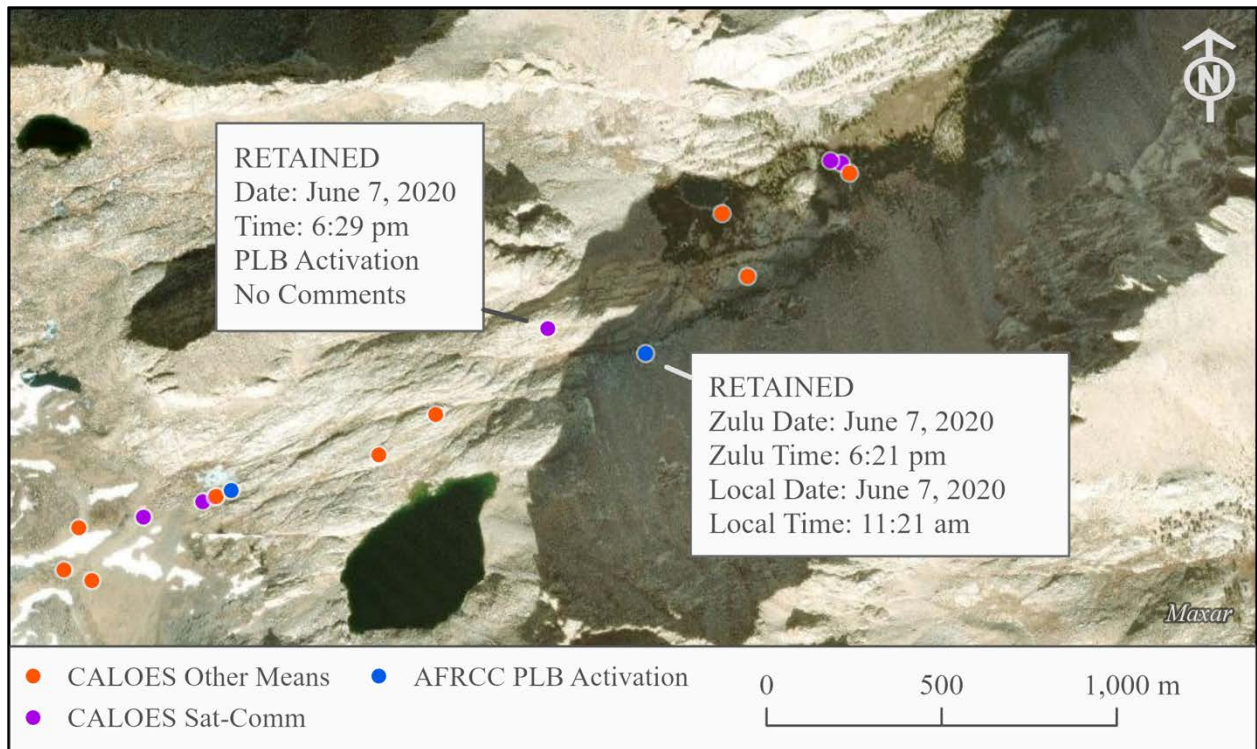 N
RETAINED
Date: June 7, 2020
Time: 6:29 pm
PLB Activation
No Comments
RETAINED
Zulu Date: June 7, 2020
Zulu Time: 6:21 pm
Local Date: June 7, 2020
Local Time: 11:21 am
Maxar
CALOES Other Means
AFRCC PLB Activation
CALOES Sat-Comm
0 500 1,000 m